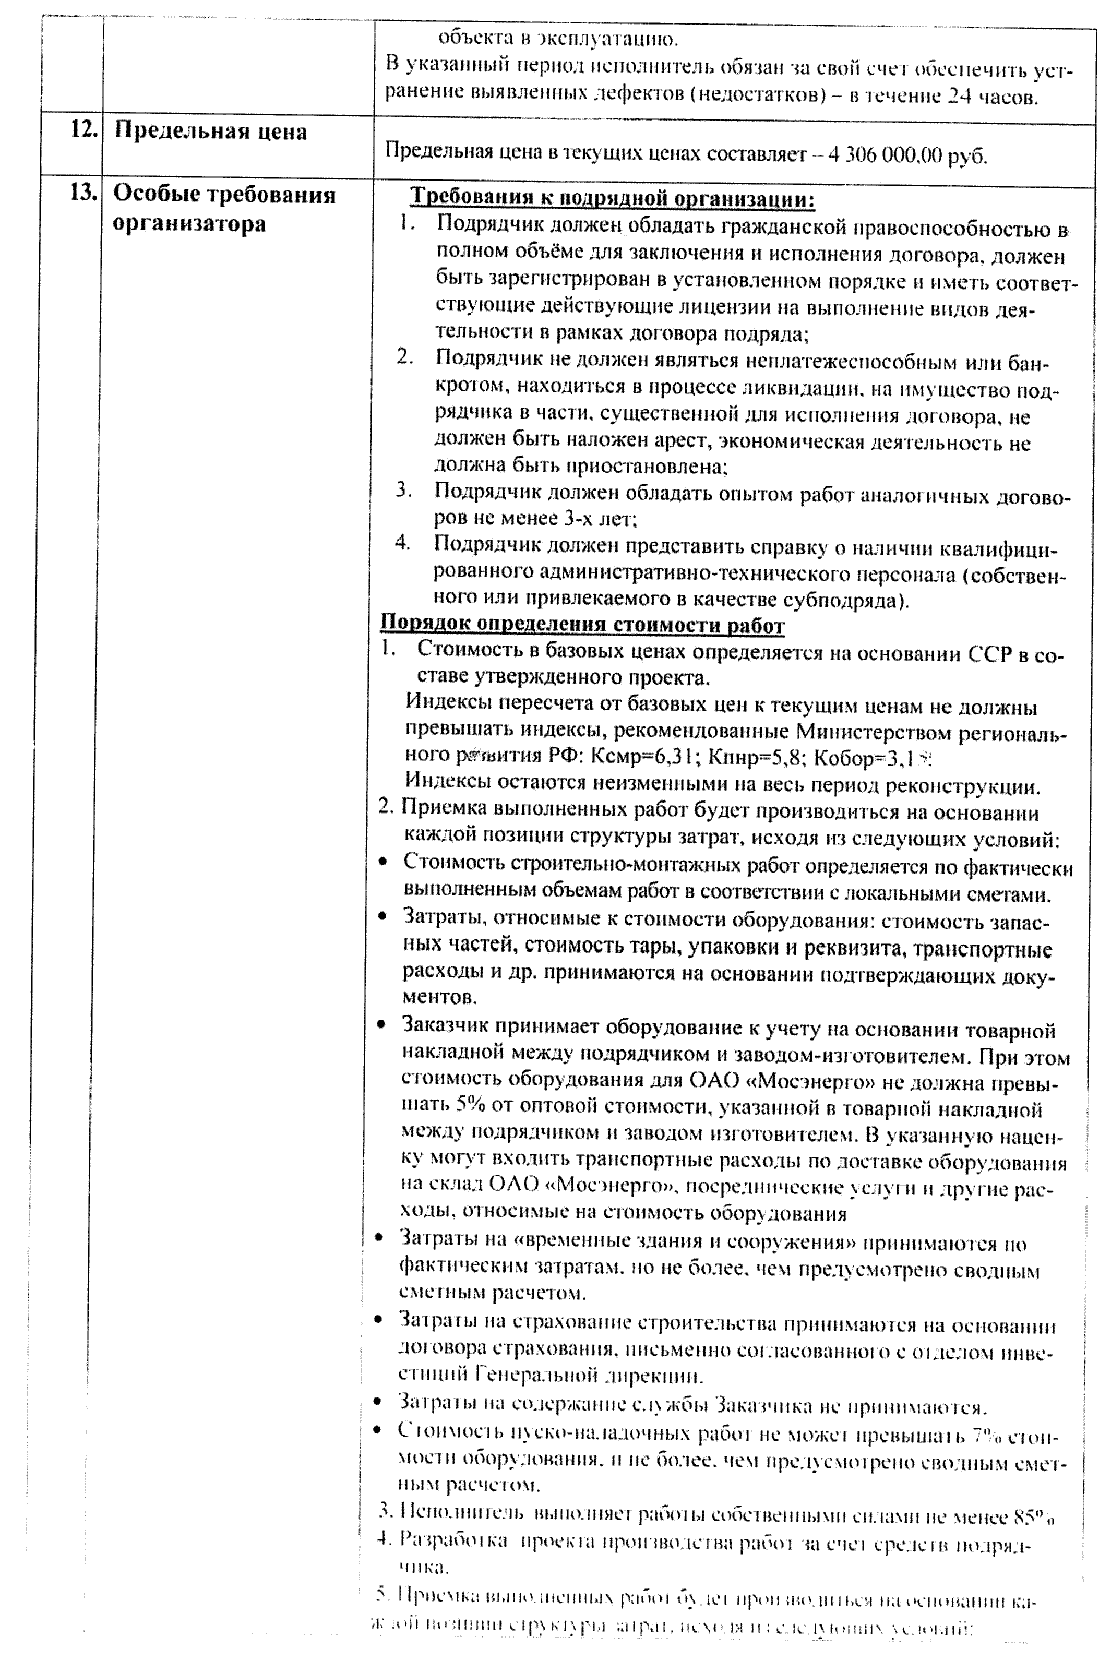 объекта в эксплуатацию.
В указанный период исполнитель обязан за свой счет обеспечить уст-
ранение выявленных дефектов (недостатков) – в течение 24 часов.
12. Предельная цена
Предельная цена в текущих ценах составляет – 4 306 000,00 руб.
13. Особые требования
организатора
Требования к подрядной организации:
1. Подрядчик должен обладать гражданской правоспособностью в
полном объёме для заключения и исполнения договора, должен
быть зарегистрирован в установленном порядке и иметь соответ-
ствующие действующие лицензии на выполнение видов дея-
тельности в рамках договора подряда;
2. Подрядчик не должен являться неплатежеспособным или бан-
кротом, находиться в процессе ликвидации, на имущество под-
рядчика в части, существенной для исполнения договора, не
должен быть наложен арест, экономическая деятельность не
должна быть приостановлена;
3. Подрядчик должен обладать опытом работ аналогичных догово-
ров не менее 3-х лет;
4. Подрядчик должен представить справку о наличии квалифици-
рованного административно-технического персонала (собствен-
ного или привлекаемого в качестве субподряда).
Порядок определения стоимости работ
1. Стоимость в базовых ценах определяется на основании ССР в со-
ставе утвержденного проекта.
Индексы пересчета от базовых цен к текущим ценам не должны
превышать индексы, рекомендованные Министерством региональ-
ного развития РФ: Ксмр=6,31; Кпнр=5,8; Кобор=3,1
Индексы остаются неизменными на весь период реконструкции.
2. Приемка выполненных работ будет производиться на основании
каждой позиции структуры затрат, исходя из следующих условий:
• Стоимость строительно-монтажных работ определяется по фактически
выполненным объемам работ в соответствии с локальными сметами.
• Затраты, относимые к стоимости оборудования: стоимость запас-
ных частей, стоимость тары, упаковки и реквизита, транспортные
расходы и др. принимаются на основании подтверждающих доку-
ментов.
• Заказчик принимает оборудование к учету на основании товарной
накладной между подрядчиком и заводом-изготовителем. При этом
стоимость оборудования для ОАО «Мосэнерго» не должна превы-
шать 5% от оптовой стоимости, указанной в товарной накладной
между подрядчиком и заводом изготовителем. В указанную нацен-
ку могут входить транспортные расходы по доставке оборудования
на склад ОАО «Мосэнерго», посреднические услуги и другие рас-
ходы, относимые на стоимость оборудования
• Затраты на «временные здания и сооружения» принимаются по
фактическим затратам, но не более, чем предусмотрено сводным
сметным расчетом.
• Затраты на страхование строительства принимаются на основании
договора страхования, письменно согласованного с отделом инве-
стиций Генеральной дирекции.
• Затраты на содержание службы Заказчика не принимаются.
• Стоимость пуско-наладочных работ не может превышать 7% стои-
мости оборудования, и не более, чем предусмотрено сводным смет-
ным расчетом.
3. Исполнитель выполняет работы собственными силами не менее 85%
4. Разработка проекта производства работ за счет средств подряд-
чика.
5. Приемка выполненных работ будет производиться на основании ка-
ждой позиции структуры затрат, исходя из следующих условий: